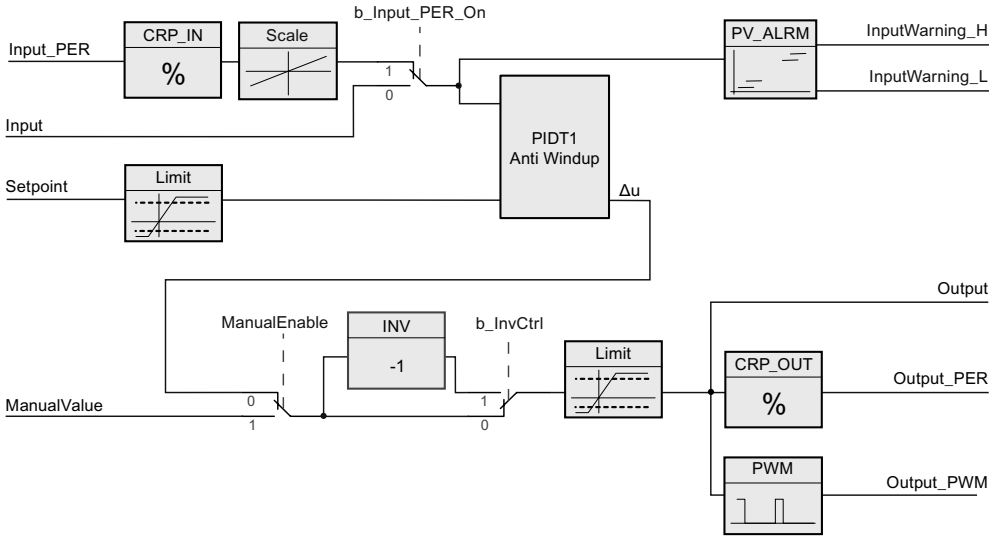 b_Input_PER_On
CRP_IN
Scale
PV_ALRM
InputWarning_H
Input_PER
%
1
0
InputWarning_L
Input
PIDT1
Anti Windup
Setpoint
Limit
Δu
Output
ManualEnable
INV
b_InvCtrl
-1
Limit
CRP_OUT
Output_PER
%
ManualValue
0
1
1
0
PWM
Output_PWM